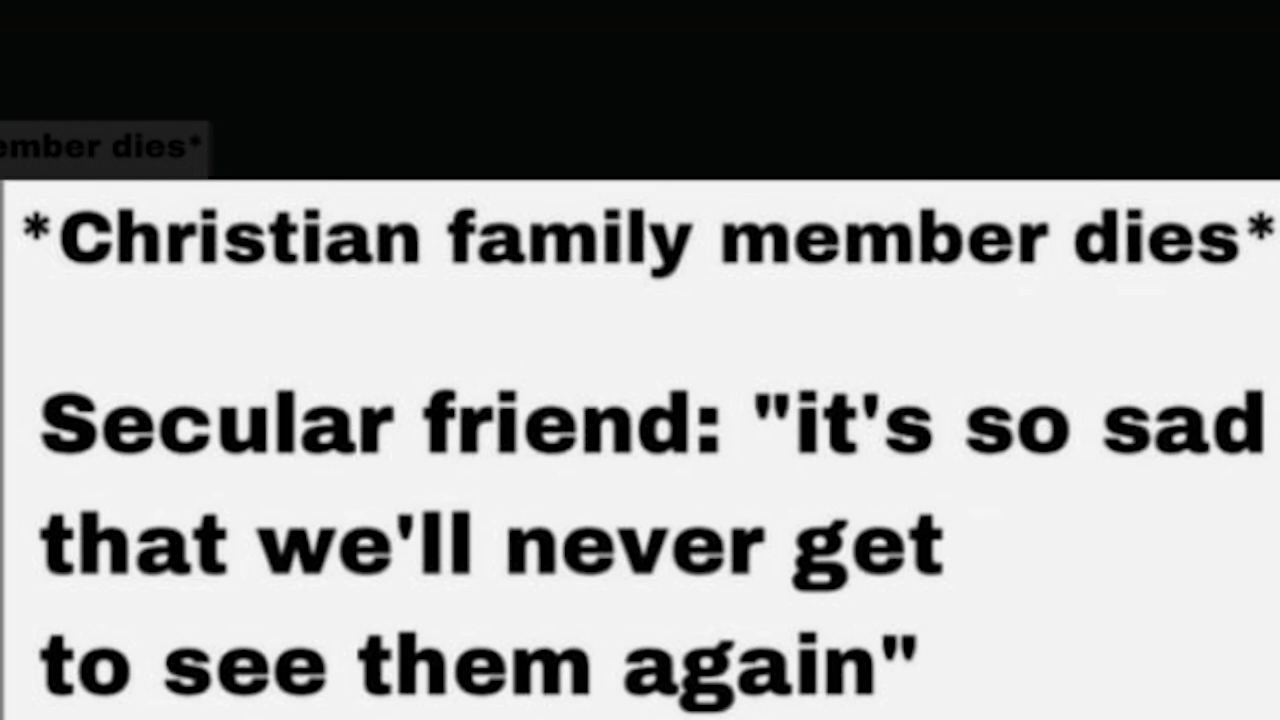 ember dies*
*Christian family member dies*
Secular friend: "it's so sad
that we'll never get
to see them again"